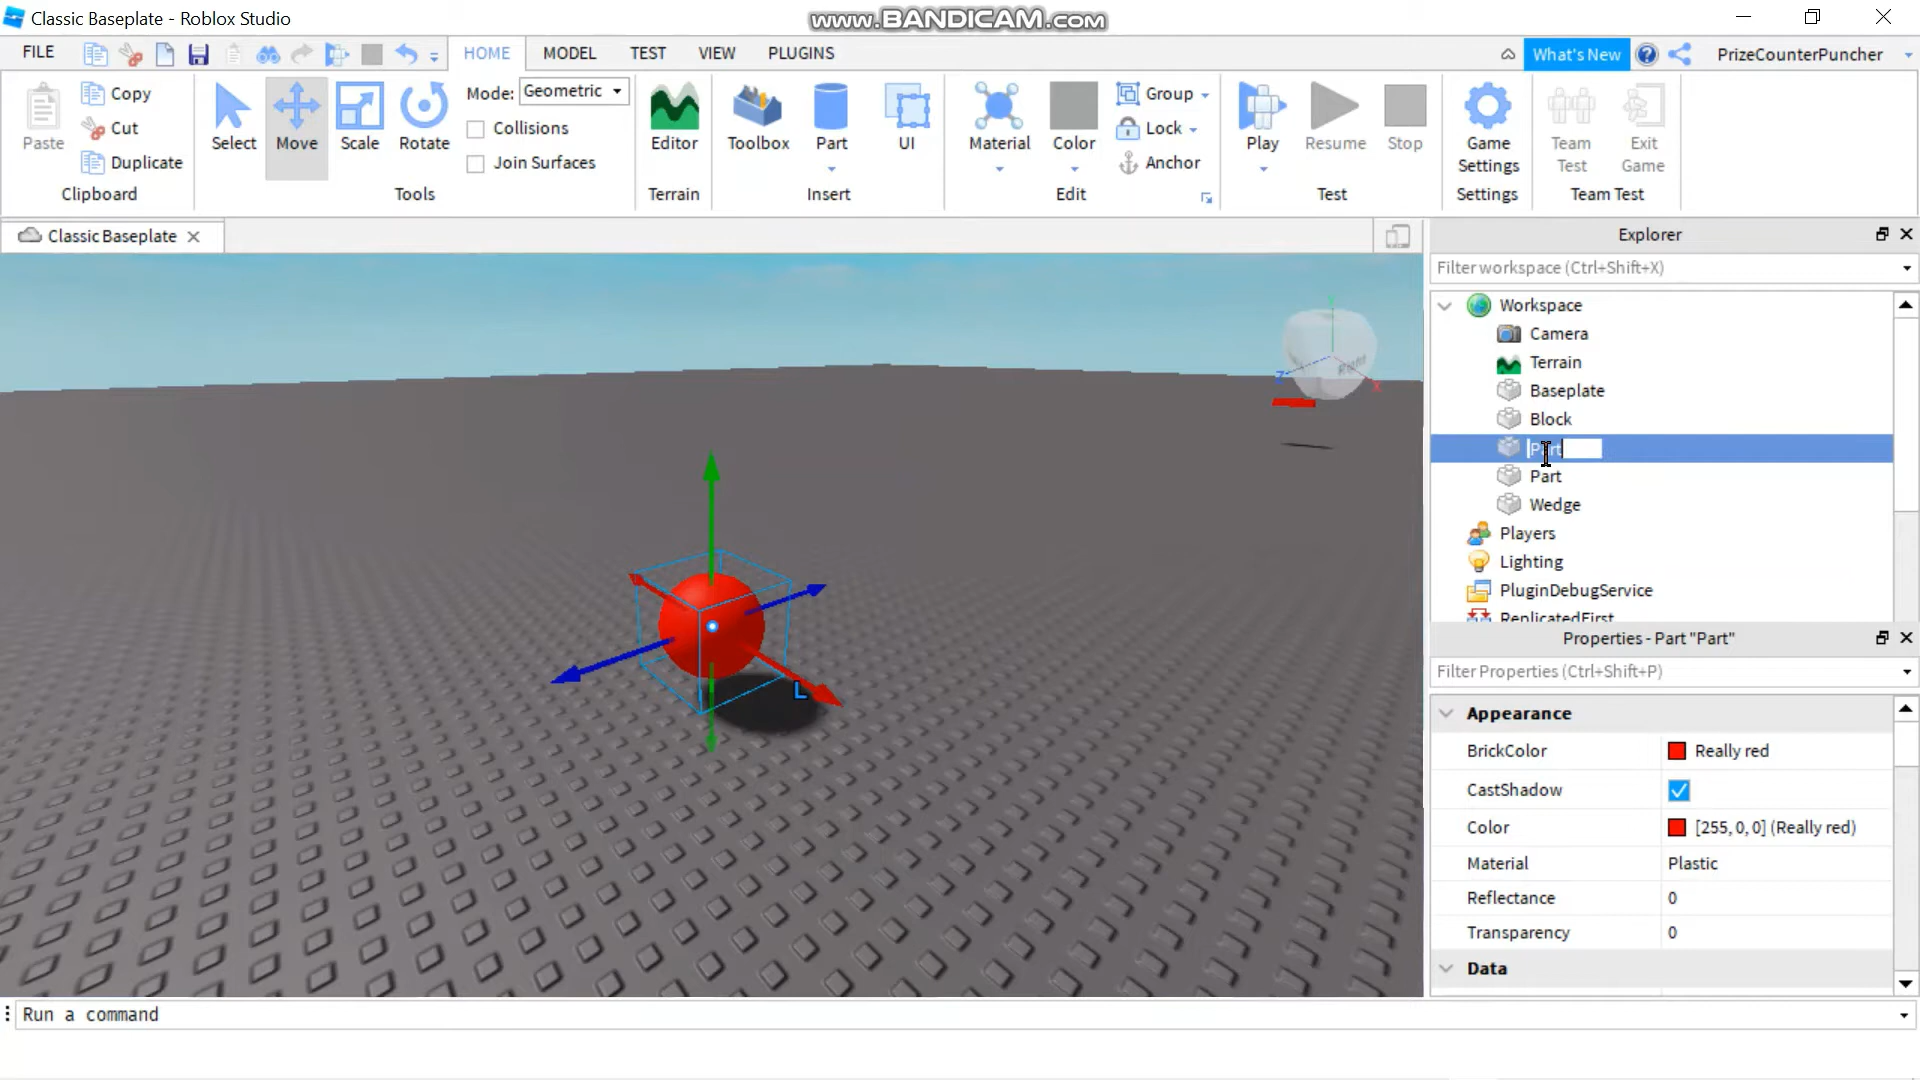 Classic Baseplate - Roblox Studio
www.BANDICAM.com
FILE
HOME
MODEL
TEST
VIEW
PLUGINS
What's New
PrizeCounterPuncher
Paste
Copy
Cut
Duplicate
Clipboard
Select
Move
Scale
Rotate
Mode: Geometric
Collisions
Join Surfaces
Tools
Editor
Terrain
Toolbox
Part
UI
Insert
Material
Color
Group
Lock
Anchor
Edit
Play
Resume
Stop
Test
Game Settings
Settings
Team Test
Exit Game
Team Test
Classic Baseplate
Right
Z
X
Y
L
Explorer
Filter workspace (Ctrl+Shift+X)
Workspace
Camera
Terrain
Baseplate
Block
Part
Part
Wedge
Players
Lighting
PluginDebugService
ReplicatedFirst
Properties - Part "Part"
Filter Properties (Ctrl+Shift+P)
Appearance
BrickColor Really red
CastShadow
Color [255, 0, 0] (Really red)
Material Plastic
Reflectance 0
Transparency 0
Data
Run a command